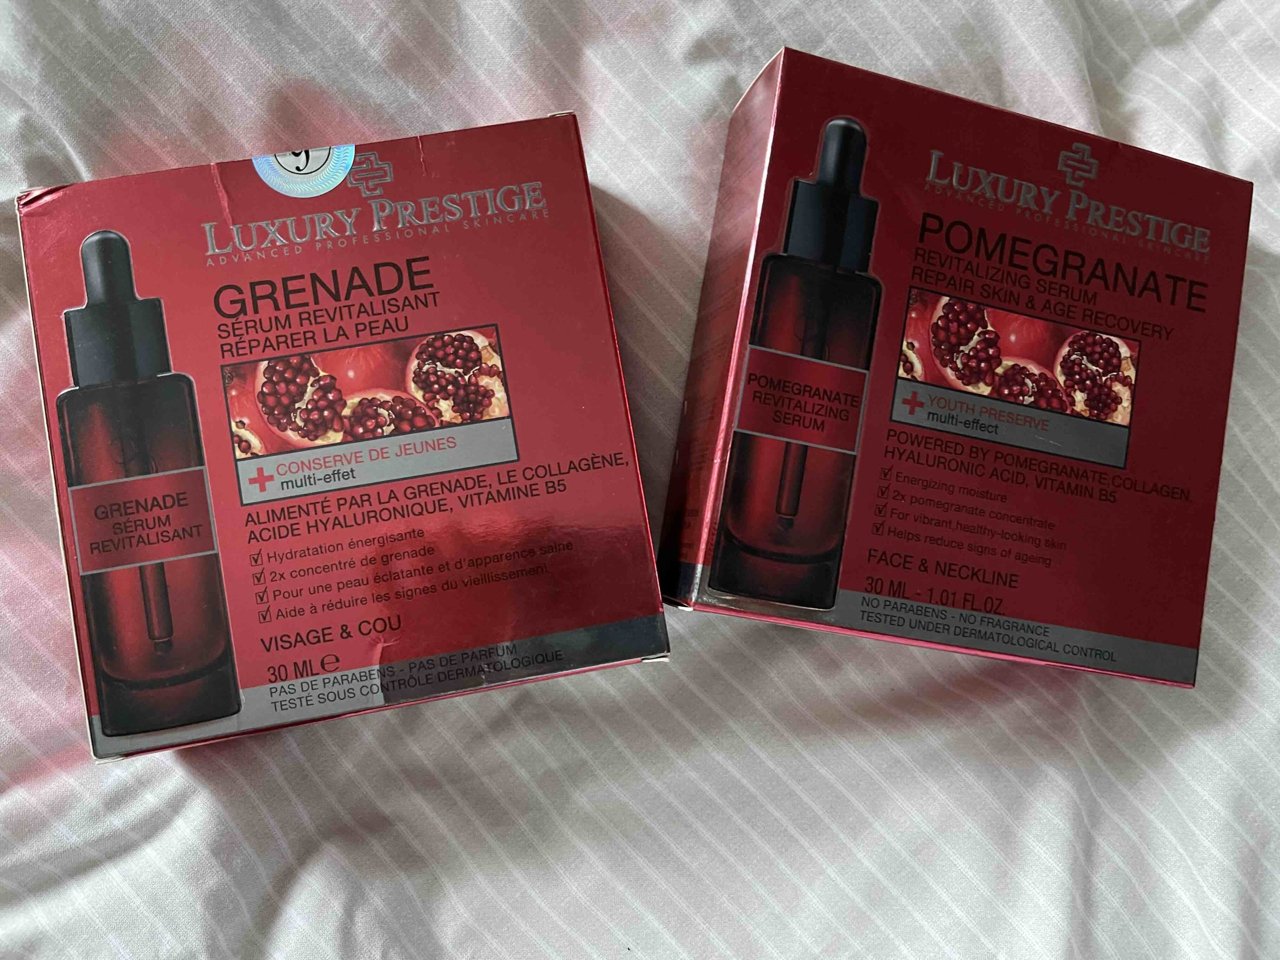 LUXURY PRESTIGE
ADVANCED PROFESSIONAL SKINCARE
GRENADE
SÉRUM REVITALISANT
RÉPARER LA PEAU
CONSERVE DE JEUNES
multi-effet
ALIMENTÉ PAR LA GRENADE, LE COLLAGÈNE,
ACIDE HYALURONIQUE, VITAMINE B5
Hydratation énergisante
2x concentré de grenade
Pour une peau éclatante et d'apparence saine
Aide à réduire les signes du vieillissement
VISAGE & COU
30 ML e
PAS DE PARABENS - PAS DE PARFUM
TESTÉ SOUS CONTRÔLE DERMATOLOGIQUE
GRENADE
SÉRUM
REVITALISANT
LUXURY PRESTIGE
ADVANCED PROFESSIONAL SKINCARE
POMEGRANATE
REVITALIZING SERUM
REPAIR SKIN & AGE RECOVERY
YOUTH PRESERVE
multi-effect
POWERED BY POMEGRANATE, COLLAGEN
HYALURONIC ACID, VITAMIN B5
Energizing moisture
2x pomegranate concentrate
For vibrant, healthy-looking skin
Helps reduce signs of ageing
FACE & NECKLINE
30 ML - 1.01 FL.OZ.
NO PARABENS - NO FRAGRANCE
TESTED UNDER DERMATOLOGICAL CONTROL
POMEGRANATE
REVITALIZING
SERUM